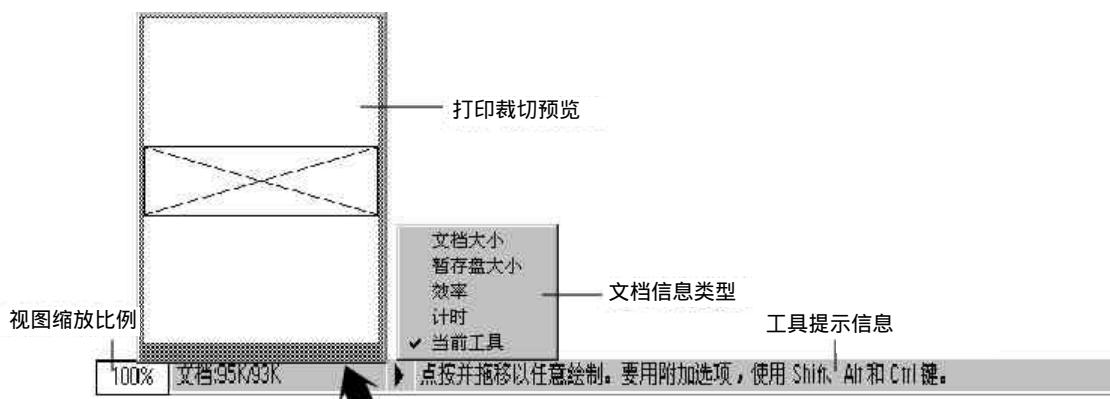 打印裁切预览
文档大小
暂存盘大小
效率
计时
✓ 当前工具
文档信息类型
视图缩放比例
工具提示信息
100%
文档:95K/93K
点按并拖移以任意绘制。要用附加选项，使用 Shift、Alt 和 Ctrl 键。